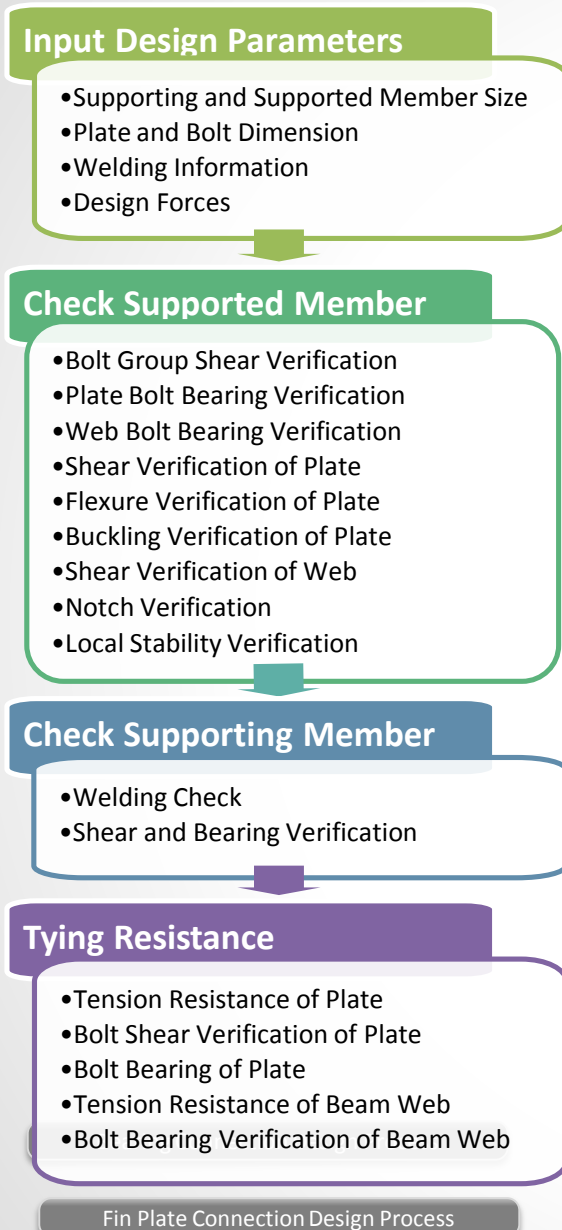 Input Design Parameters
•Supporting and Supported Member Size
•Plate and Bolt Dimension
•Welding Information
•Design Forces
Check Supported Member
•Bolt Group Shear Verification
•Plate Bolt Bearing Verification
•Web Bolt Bearing Verification
•Shear Verification of Plate
•Flexure Verification of Plate
•Buckling Verification of Plate
•Shear Verification of Web
•Notch Verification
•Local Stability Verification
Check Supporting Member
•Welding Check
•Shear and Bearing Verification
Tying Resistance
•Tension Resistance of Plate
•Bolt Shear Verification of Plate
•Bolt Bearing of Plate
•Tension Resistance of Beam Web
•Bolt Bearing Verification of Beam Web
Fin Plate Connection Design Process